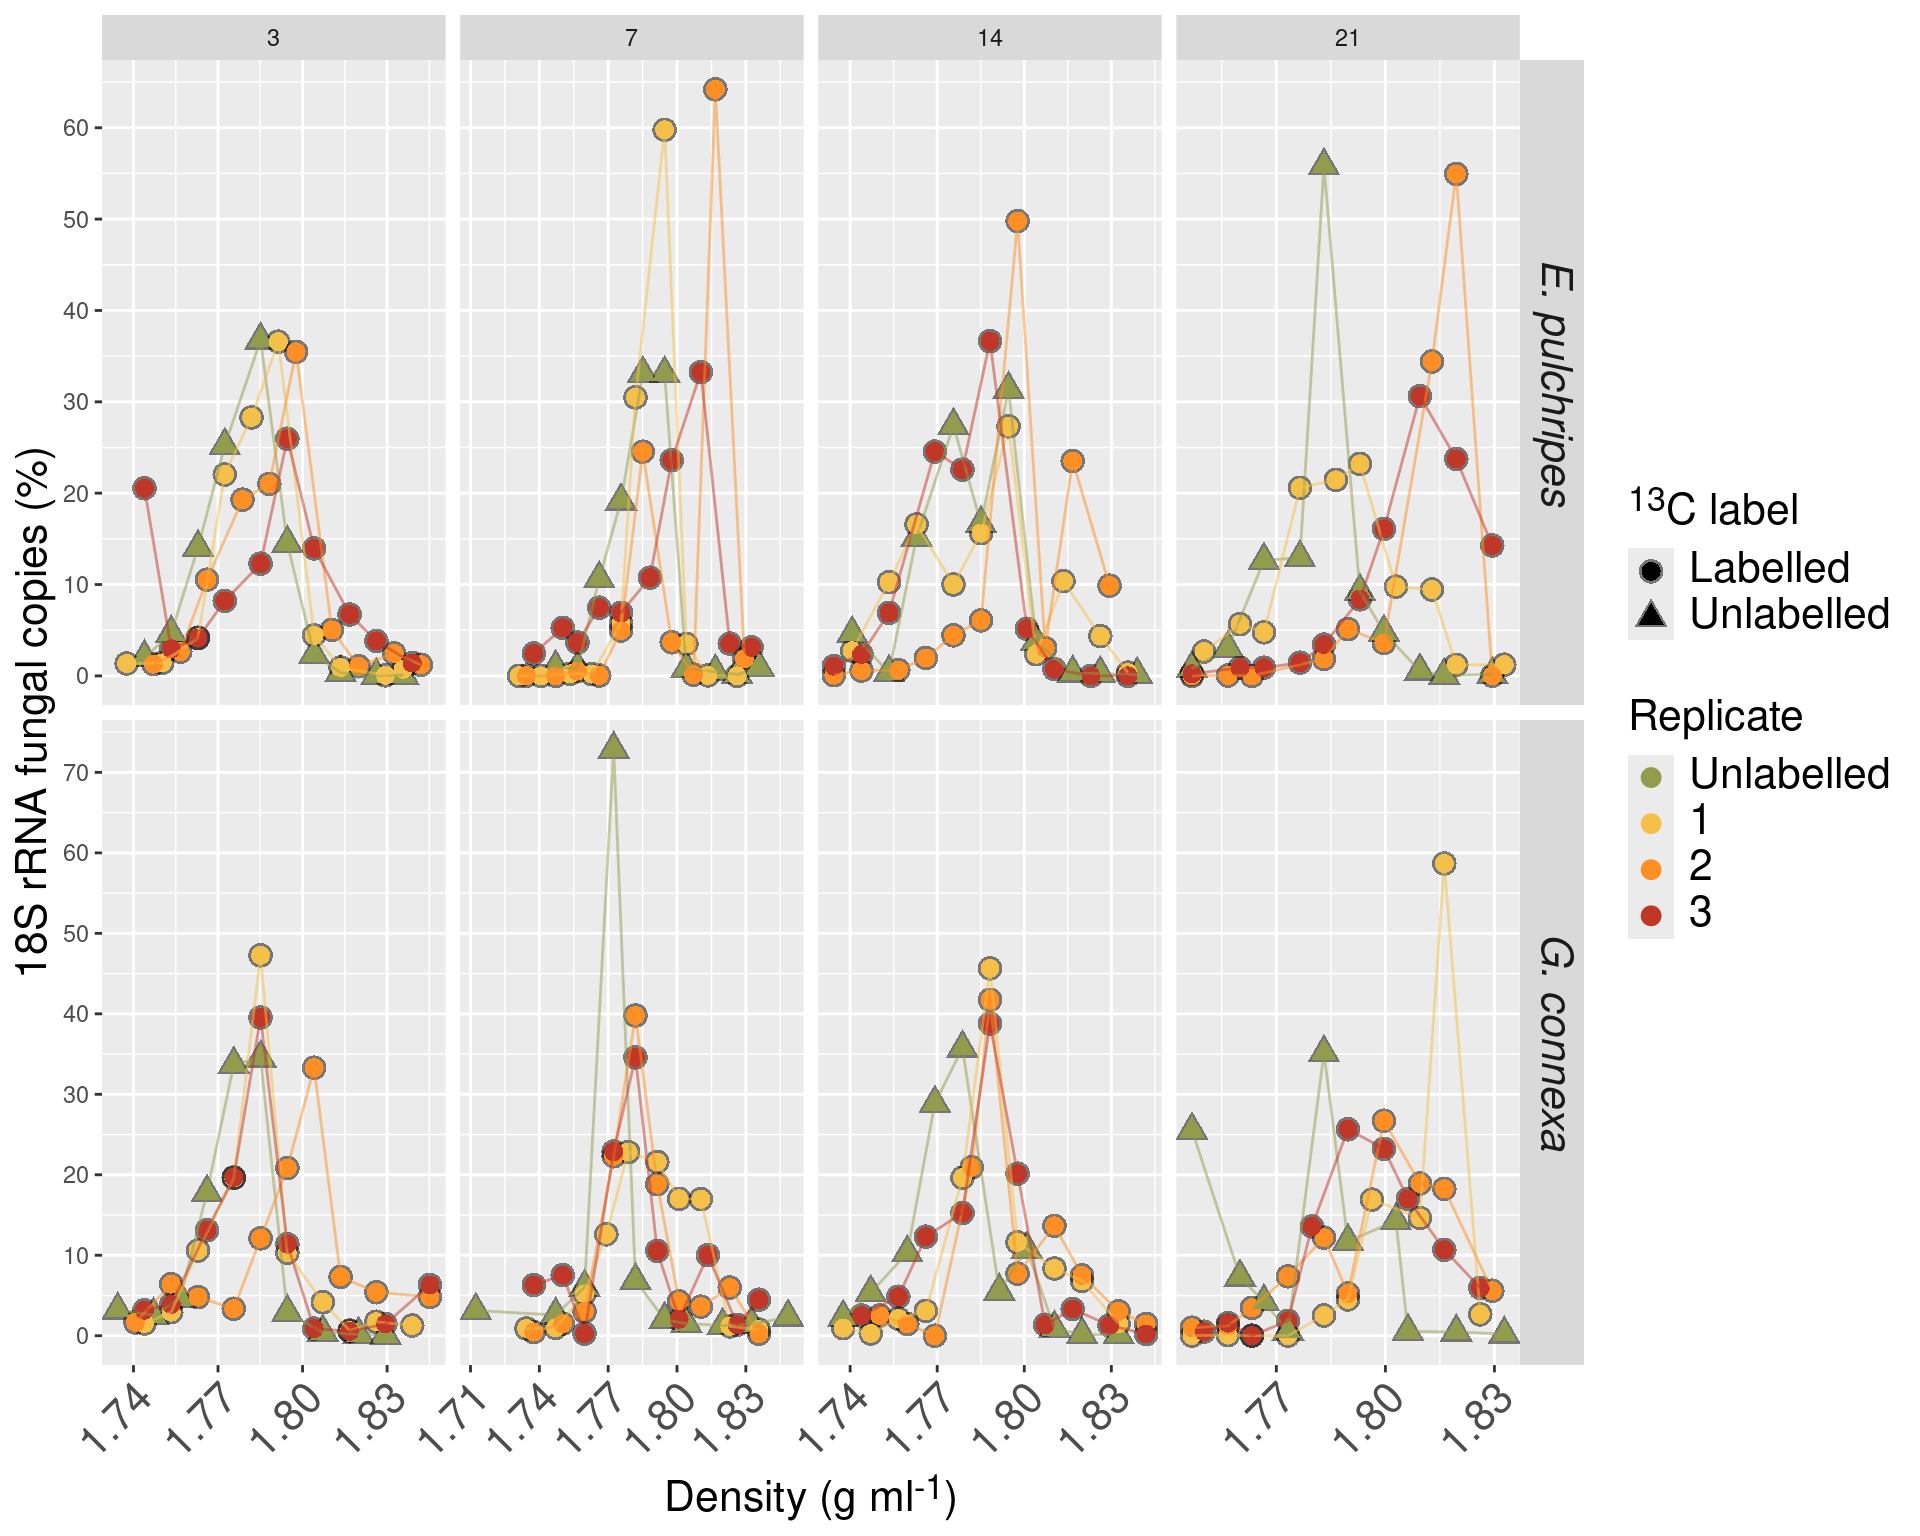 3 7 14 21
60
50
40
30
20
10
0
E. pulchripes
70
60
50
40
30
20
10
0
G. connexa
18S rRNA fungal copies (%)
1.74 1.77 1.80 1.83 1.71 1.74 1.77 1.80 1.83 1.74 1.77 1.80 1.83 1.77 1.80 1.83
Density (g ml-1)
13C label
Labelled
Unlabelled
Replicate
Unlabelled
1
2
3